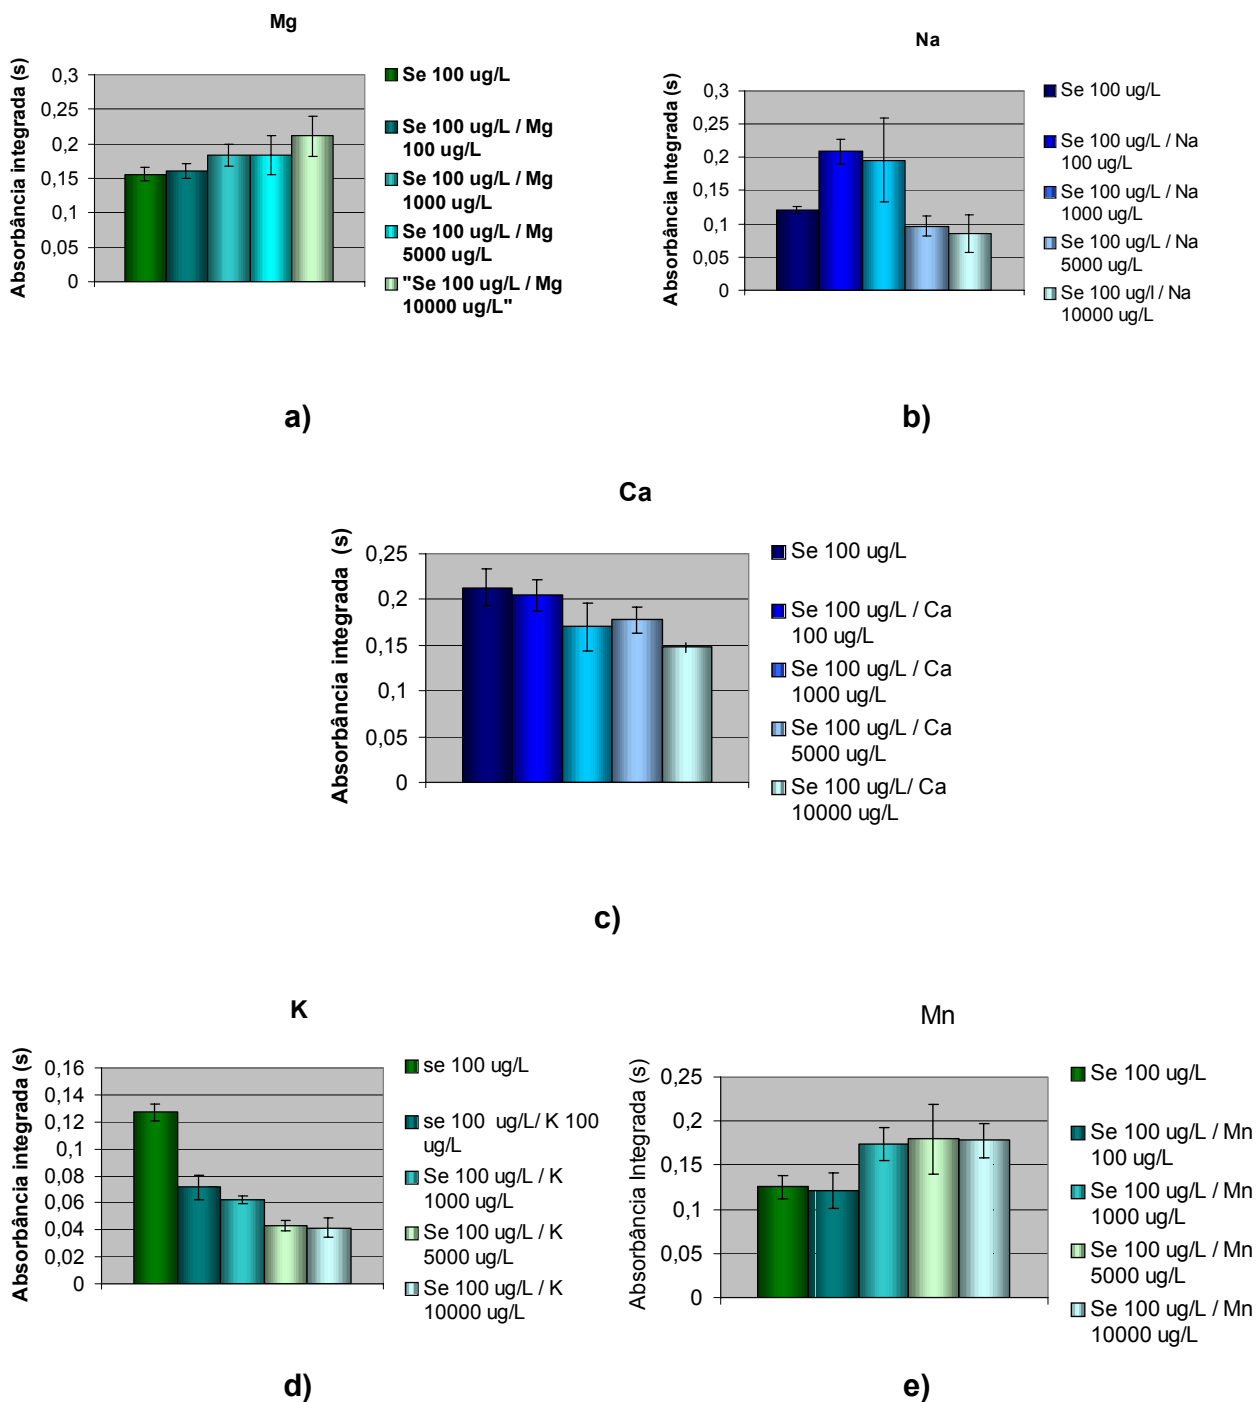 Mg
Absorbância integrada (s)
0,3
0,25
0,2
0,15
0,1
0,05
0
Se 100 ug/L
Se 100 ug/L / Mg
100 ug/L
Se 100 ug/L / Mg
1000 ug/L
Se 100 ug/L / Mg
5000 ug/L
"Se 100 ug/L / Mg
10000 ug/L"
a)
Na
Absorbância Integrada (s)
0,3
0,25
0,2
0,15
0,1
0,05
0
Se 100 ug/L
Se 100 ug/L / Na
100 ug/L
Se 100 ug/L / Na
1000 ug/L
Se 100 ug/L / Na
5000 ug/L
Se 100 ug/l / Na
10000 ug/L
b)
Ca
Absorbância integrada (s)
0,25
0,2
0,15
0,1
0,05
0
Se 100 ug/L
Se 100 ug/L / Ca
100 ug/L
Se 100 ug/L / Ca
1000 ug/L
Se 100 ug/L / Ca
5000 ug/L
Se 100 ug/L/ Ca
10000 ug/L
c)
K
Absorbância integrada (s)
0,16
0,14
0,12
0,1
0,08
0,06
0,04
0,02
0
se 100 ug/L
se 100 ug/L/ K 100
ug/L
Se 100 ug/L / K
1000 ug/L
Se 100 ug/L / K
5000 ug/L
Se 100 ug/L / K
10000 ug/L
d)
Mn
Absorbância Integrada (s)
0,25
0,2
0,15
0,1
0,05
0
Se 100 ug/L
Se 100 ug/L / Mn
100 ug/L
Se 100 ug/L / Mn
1000 ug/L
Se 100 ug/L / Mn
5000 ug/L
Se 100 ug/L / Mn
10000 ug/L
e)